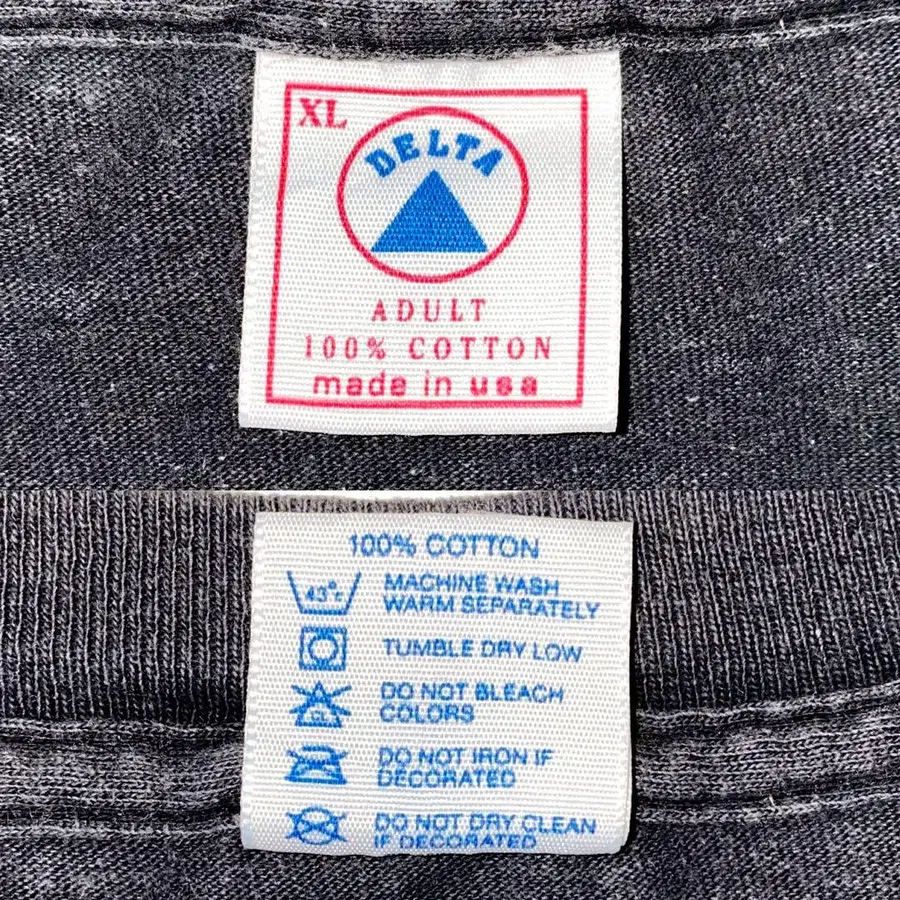 XL
DELTA
ADULT
100% COTTON
made in usa
100% COTTON
43°c
MACHINE WASH
WARM SEPARATELY
TUMBLE DRY LOW
DO NOT BLEACH
COLORS
DO NOT IRON IF
DECORATED
DO NOT DRY CLEAN
IF DECORATED